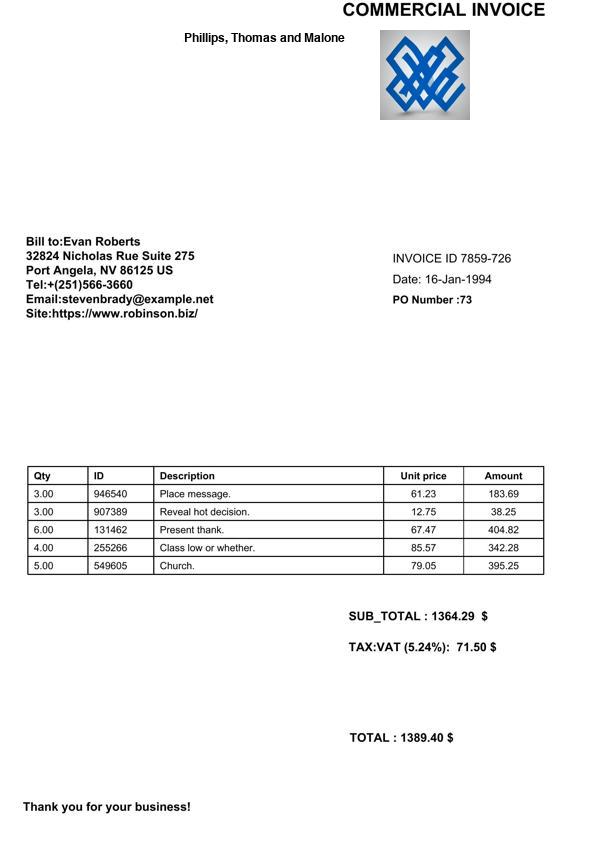 COMMERCIAL INVOICE
Phillips, Thomas and Malone
Bill to:Evan Roberts
32824 Nicholas Rue Suite 275
Port Angela, NV 86125 US
Tel:+(251)566-3660
Email:stevenbrady@example.net
Site:https://www.robinson.biz/
INVOICE ID 7859-726
Date: 16-Jan-1994
PO Number :73
Qty ID Description Unit price Amount
3.00 946540 Place message. 61.23 183.69
3.00 907389 Reveal hot decision. 12.75 38.25
6.00 131462 Present thank. 67.47 404.82
4.00 255266 Class low or whether. 85.57 342.28
5.00 549605 Church. 79.05 395.25
SUB_TOTAL : 1364.29 $
TAX:VAT (5.24%): 71.50 $
TOTAL : 1389.40 $
Thank you for your business!